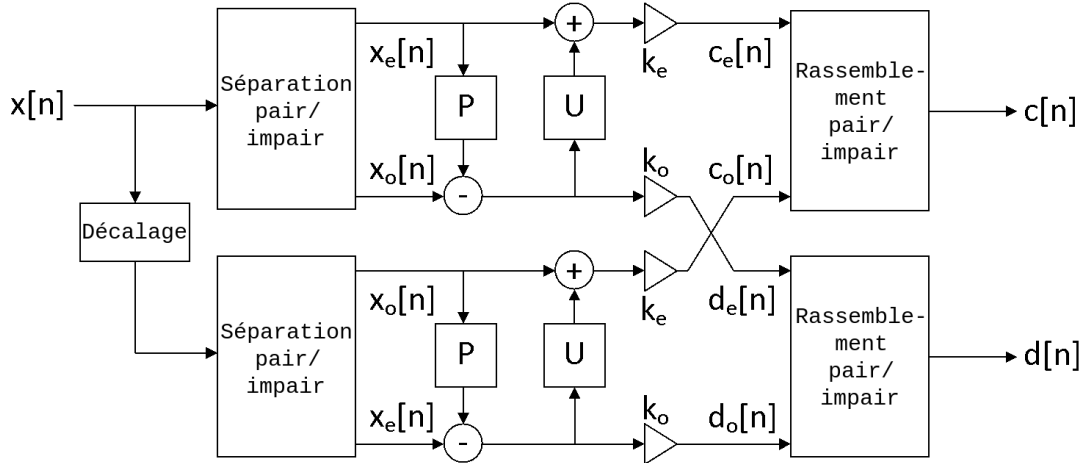 x[n]
Décalage
Séparation
pair/
impair
xₑ[n]
xₒ[n]
P
-
+
U
kₑ
kₒ
cₑ[n]
cₒ[n]
Rassemble-
ment
pair/
impair
c[n]
Séparation
pair/
impair
xₒ[n]
xₑ[n]
P
-
+
U
kₑ
kₒ
dₑ[n]
dₒ[n]
Rassemble-
ment
pair/
impair
d[n]